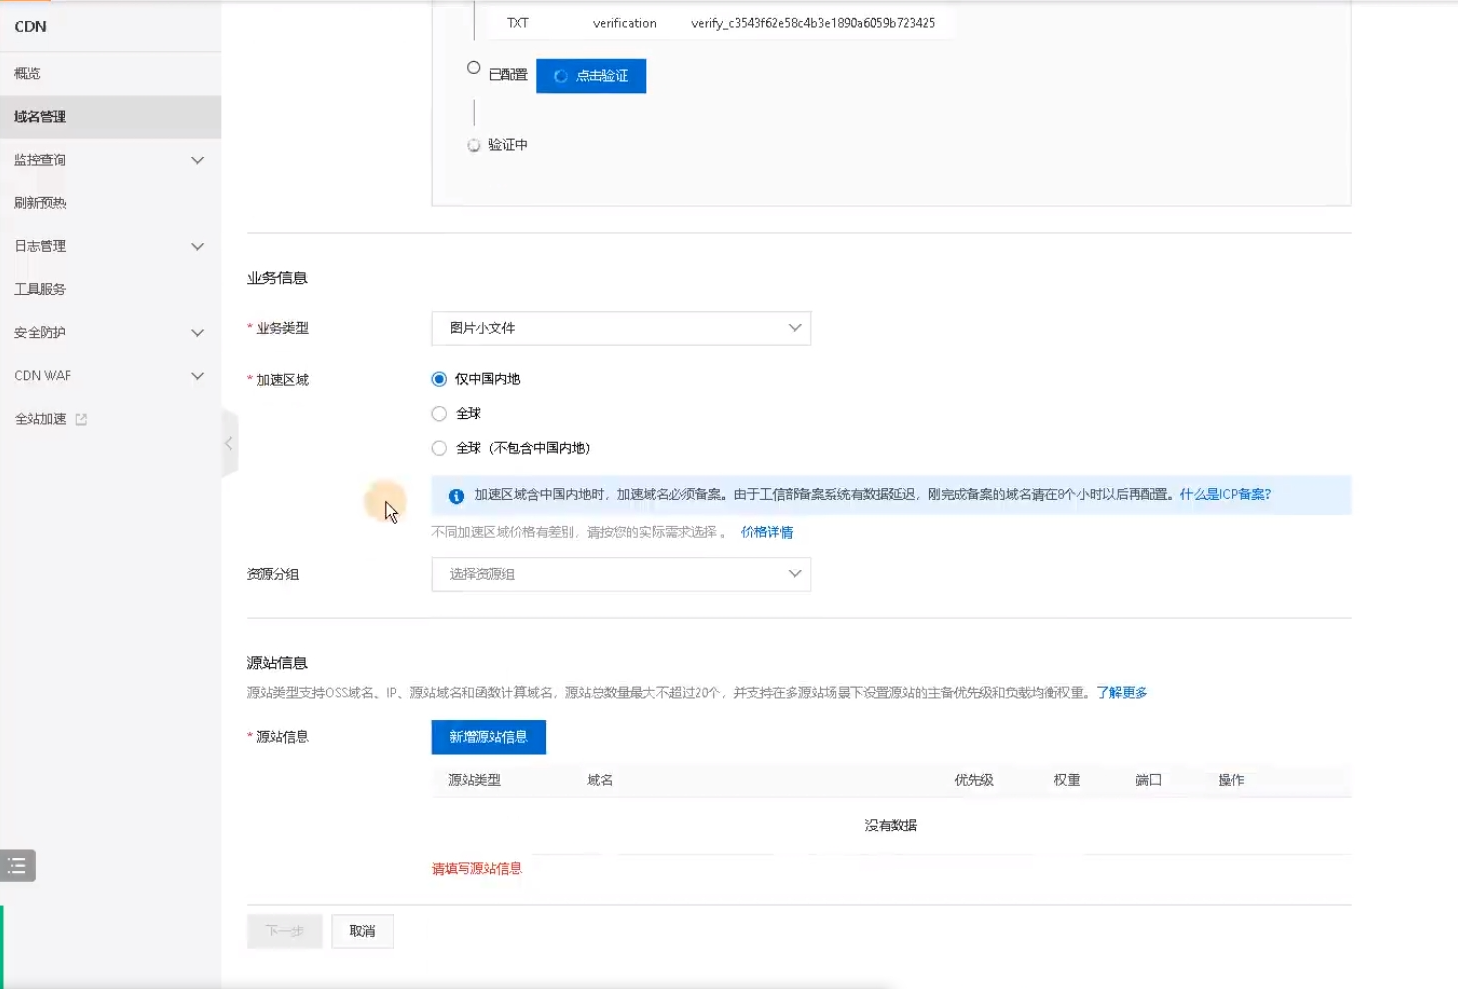 CDN
概览
域名管理
监控查询
刷新预热
日志管理
工具服务
安全防护
CDN WAF
全站加速
TXT verification verify_c3543f62e58c4b3e1890a6059b723425
已配置 点击验证
验证中
业务信息
* 业务类型 图片小文件
* 加速区域 仅中国内地
全球
全球（不包含中国内地）
加速区域含中国内地时，加速域名必须备案。由于工信部备案系统有数据延迟，刚完成备案的域名请在8个小时以后再配置。什么是ICP备案?
不同加速区域价格有差别，请按您的实际需求选择 。 价格详情
资源分组 选择资源组
源站信息
源站类型支持OSS域名、IP、源站域名和函数计算域名，源站总数量最大不超过20个，并支持在多源站场景下设置源站的主备优先级和负载均衡权重。了解更多
* 源站信息 新增源站信息
源站类型 域名 优先级 权重 端口 操作
没有数据
请填写源站信息
下一步 取消